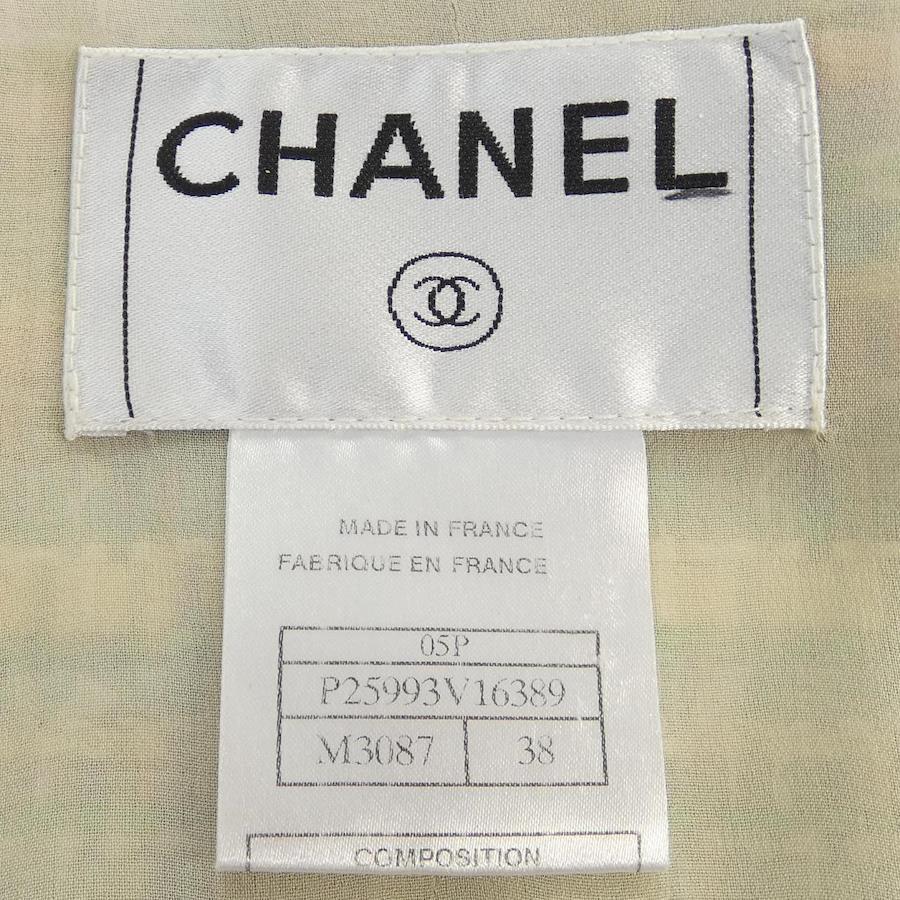 CHANEL
MADE IN FRANCE
FABRIQUE EN FRANCE
05P
P25993V16389
M3087 38
COMPOSITION